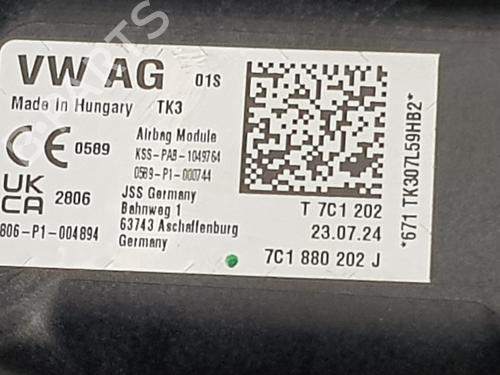 VW AG 01S
Made in Hungary TK3
CE 0589
Airbag Module
KSS-PAB-1049764
0589-P1-000744
UK CA 2806
JSS Germany
Bahnweg 1
63743 Aschaffenburg
Germany
806-P1-004894
T 7C1 202
23.07.24
7C1 880 202 J
*671 TK307L59HB2*